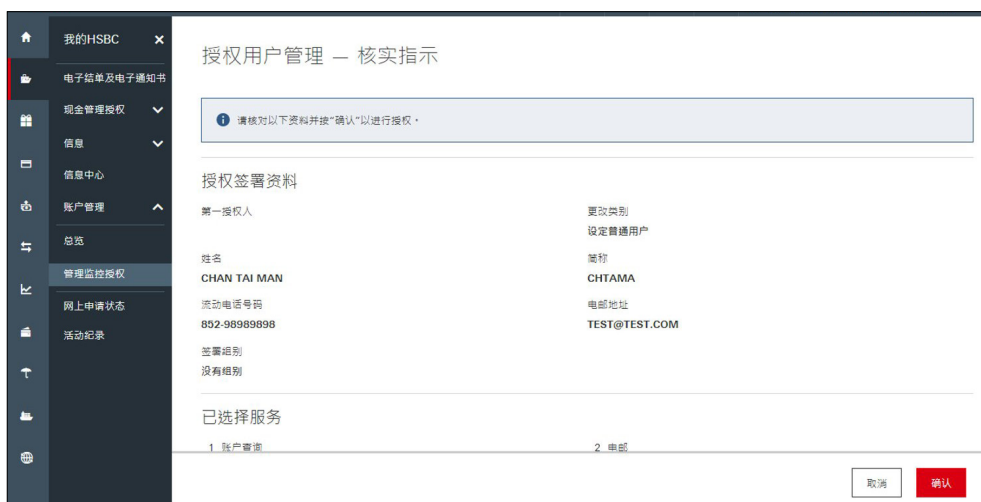 我的HSBC
电子结单及电子通知书
现金管理授权
信息
信息中心
账户管理
总览
管理监控授权
网上申请状态
活动纪录
授权用户管理 — 核实指示
请核对以下资料并按“确认”以进行授权。
授权签署资料
第一授权人
更改类别
设定普通用户
姓名
简称
CHAN TAI MAN
CHTAMA
流动电话号码
电邮地址
852-98989898
TEST@TEST.COM
签署组别
没有组别
已选择服务
1 账户查询
2 电邮
取消
确认